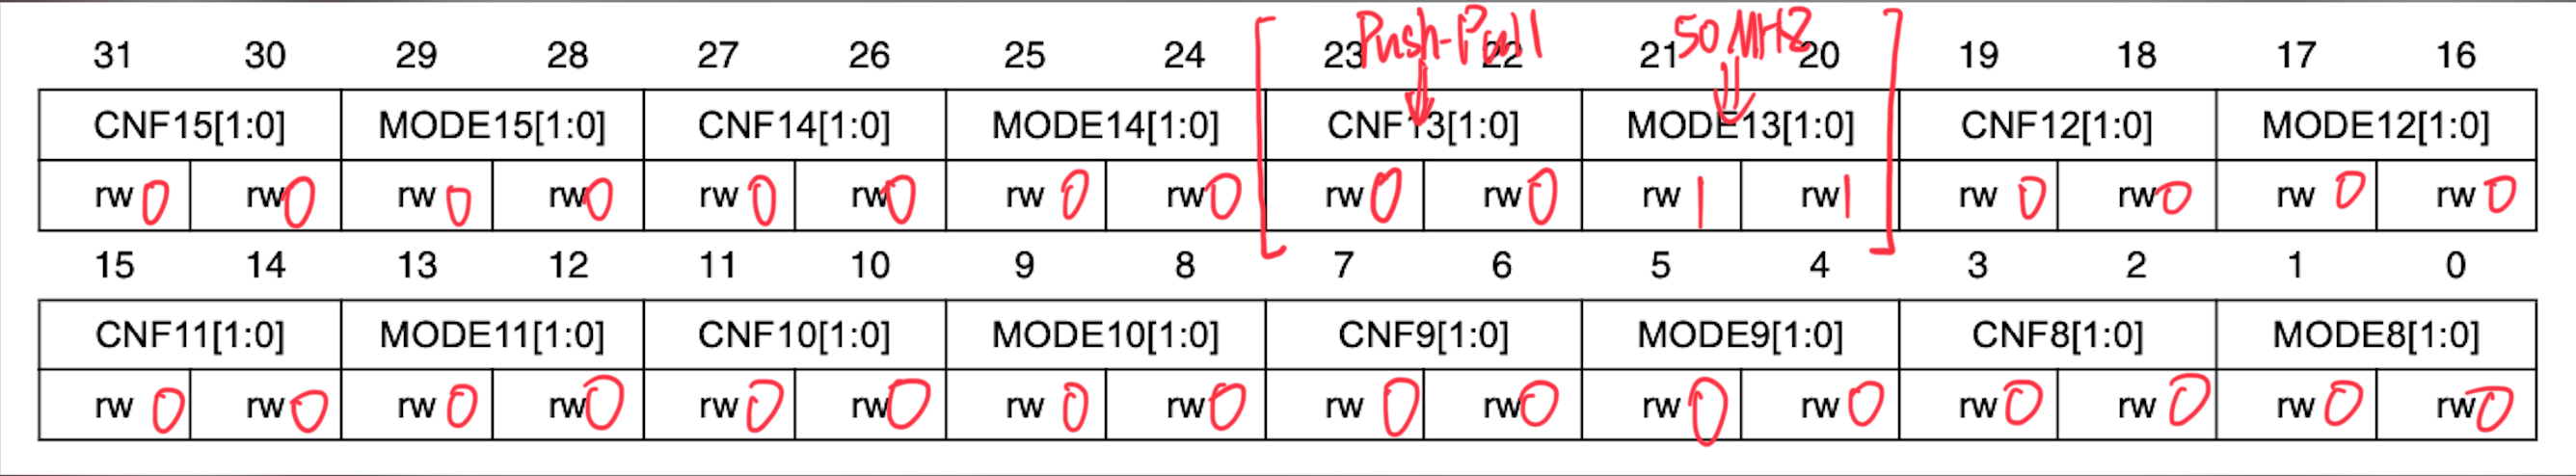 Push-Pull 50MHz
31 30 29 28 27 26 25 24 23 22 21 20 19 18 17 16
CNF15[1:0] MODE15[1:0] CNF14[1:0] MODE14[1:0] CNF13[1:0] MODE13[1:0] CNF12[1:0] MODE12[1:0]
rw 0 rw 0 rw 0 rw 0 rw 0 rw 0 rw 0 rw 0 rw 0 rw 0 rw 1 rw 1 rw 0 rw 0 rw 0 rw 0
15 14 13 12 11 10 9 8 7 6 5 4 3 2 1 0
CNF11[1:0] MODE11[1:0] CNF10[1:0] MODE10[1:0] CNF9[1:0] MODE9[1:0] CNF8[1:0] MODE8[1:0]
rw 0 rw 0 rw 0 rw 0 rw 0 rw 0 rw 0 rw 0 rw 0 rw 0 rw 0 rw 0 rw 0 rw 0 rw 0 rw 0